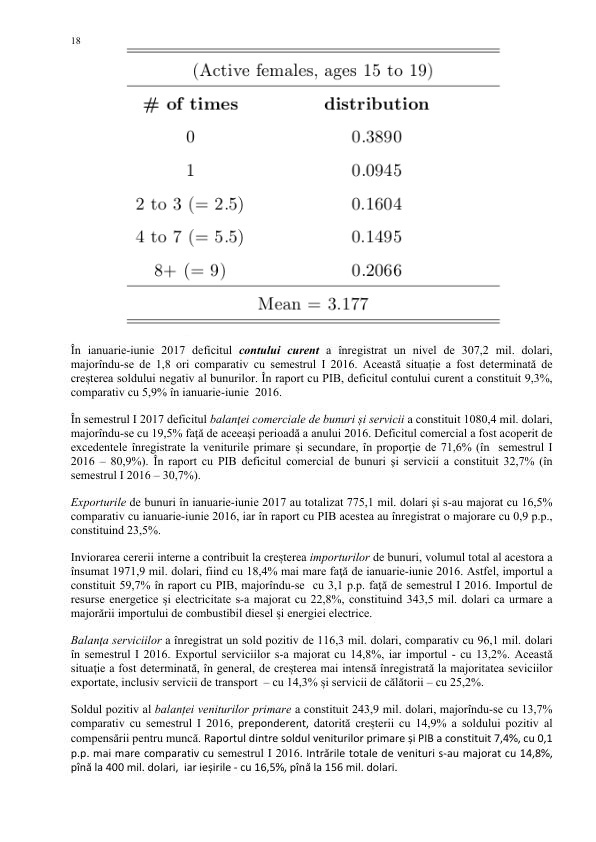 18
(Active females, ages 15 to 19)
# of times distribution
0 0.3890
1 0.0945
2 to 3 (= 2.5) 0.1604
4 to 7 (= 5.5) 0.1495
8+ (= 9) 0.2066
Mean = 3.177
În ianuarie-iunie 2017 deficitul contului curent a înregistrat un nivel de 307,2 mil. dolari,
majorîndu-se de 1,8 ori comparativ cu semestrul I 2016. Această situație a fost determinată de
creșterea soldului negativ al bunurilor. În raport cu PIB, deficitul contului curent a constituit 9,3%,
comparativ cu 5,9% în ianuarie-iunie 2016.
În semestrul I 2017 deficitul balanței comerciale de bunuri și servicii a constituit 1080,4 mil. dolari,
majorîndu-se cu 19,5% faţă de aceeași perioadă a anului 2016. Deficitul comercial a fost acoperit de
excedentele înregistrate la veniturile primare și secundare, în proporţie de 71,6% (în semestrul I
2016 – 80,9%). În raport cu PIB deficitul comercial de bunuri și servicii a constituit 32,7% (în
semestrul I 2016 – 30,7%).
Exporturile de bunuri în ianuarie-iunie 2017 au totalizat 775,1 mil. dolari și s-au majorat cu 16,5%
comparativ cu ianuarie-iunie 2016, iar în raport cu PIB acestea au înregistrat o majorare cu 0,9 p.p.,
constituind 23,5%.
Inviorarea cererii interne a contribuit la creșterea importurilor de bunuri, volumul total al acestora a
însumat 1971,9 mil. dolari, fiind cu 18,4% mai mare faţă de ianuarie-iunie 2016. Astfel, importul a
constituit 59,7% în raport cu PIB, majorîndu-se cu 3,1 p.p. faţă de semestrul I 2016. Importul de
resurse energetice și electricitate s-a majorat cu 22,8%, constituind 343,5 mil. dolari ca urmare a
majorării importului de combustibil diesel și energiei electrice.
Balanța serviciilor a înregistrat un sold pozitiv de 116,3 mil. dolari, comparativ cu 96,1 mil. dolari
în semestrul I 2016. Exportul serviciilor s-a majorat cu 14,8%, iar importul - cu 13,2%. Această
situație a fost determinată, în general, de creșterea mai intensă înregistrată la majoritatea seviciilor
exportate, inclusiv servicii de transport – cu 14,3% și servicii de călătorii – cu 25,2%.
Soldul pozitiv al balanței veniturilor primare a constituit 243,9 mil. dolari, majorîndu-se cu 13,7%
comparativ cu semestrul I 2016, preponderent, datorită creșterii cu 14,9% a soldului pozitiv al
compensării pentru muncă. Raportul dintre soldul veniturilor primare și PIB a constituit 7,4%, cu 0,1
p.p. mai mare comparativ cu semestrul I 2016. Intrările totale de venituri s-au majorat cu 14,8%,
pînă la 400 mil. dolari, iar ieșirile - cu 16,5%, pînă la 156 mil. dolari.